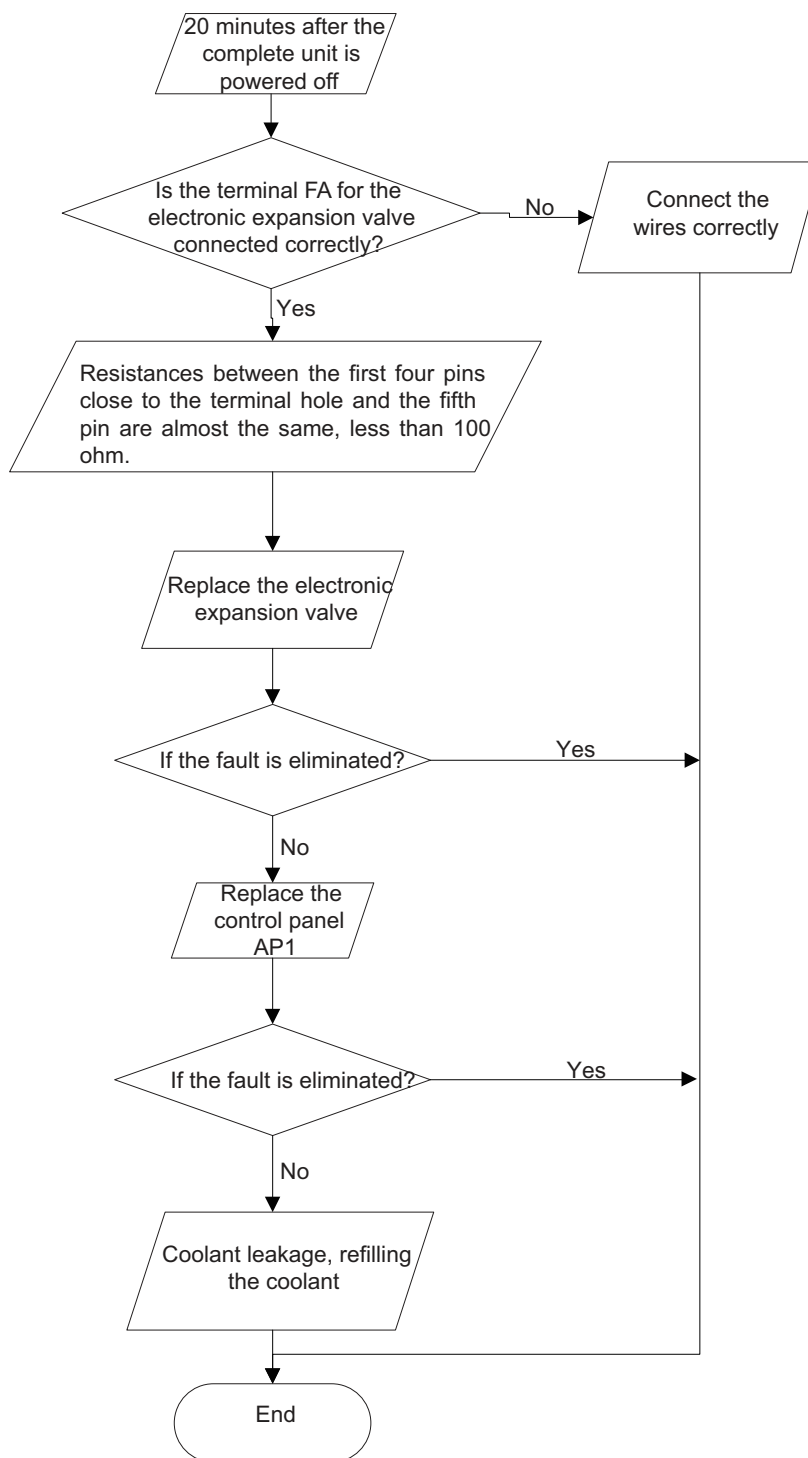 20 minutes after the
complete unit is
powered off
Is the terminal FA for the
electronic expansion valve
connected correctly?
No
Connect the
wires correctly
Yes
Resistances between the first four pins
close to the terminal hole and the fifth
pin are almost the same, less than 100
ohm.
Replace the electronic
expansion valve
If the fault is eliminated?
Yes
No
Replace the
control panel
AP1
If the fault is eliminated?
Yes
No
Coolant leakage, refilling
the coolant
End